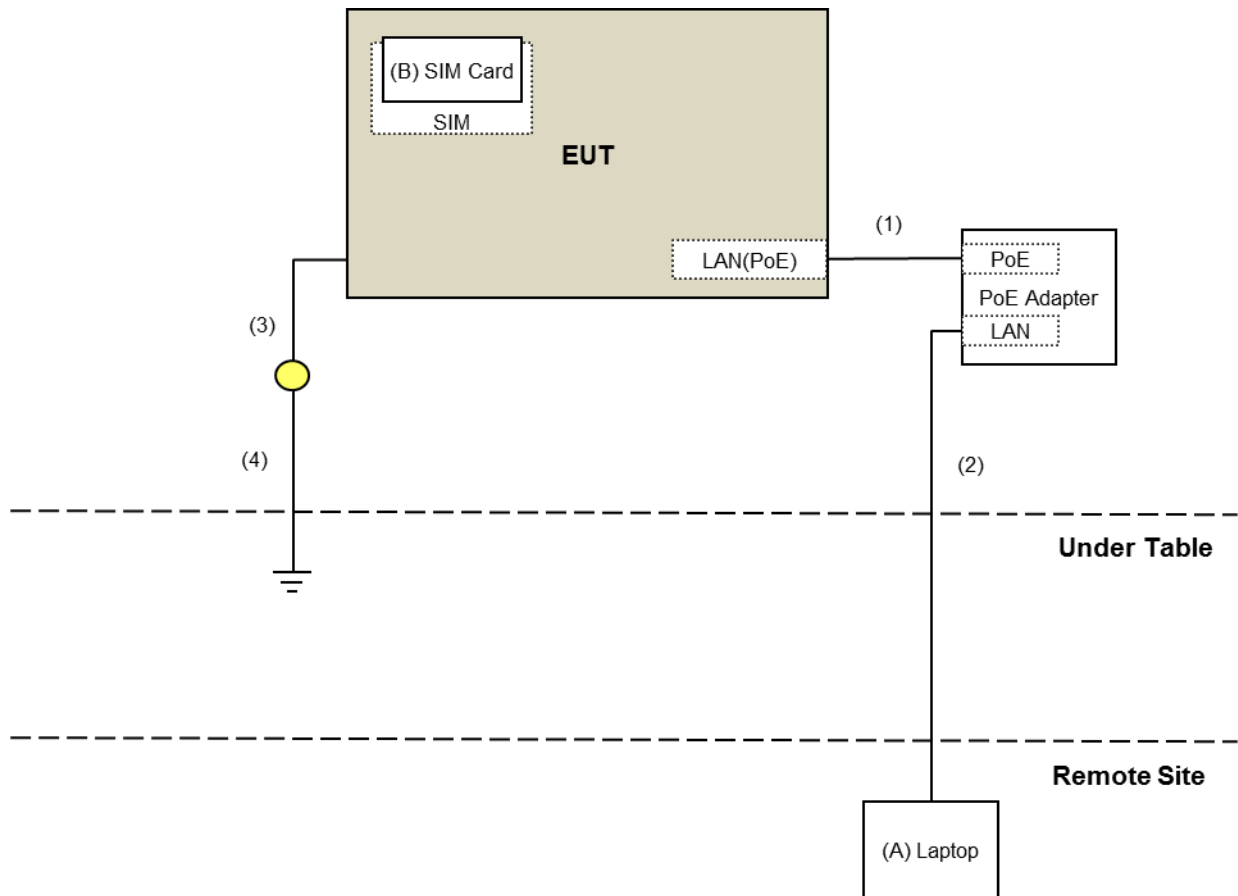 (B) SIM Card
SIM
EUT
(1)
LAN(PoE)
PoE
PoE Adapter
LAN
(3)
(4)
(2)
Under Table
Remote Site
(A) Laptop